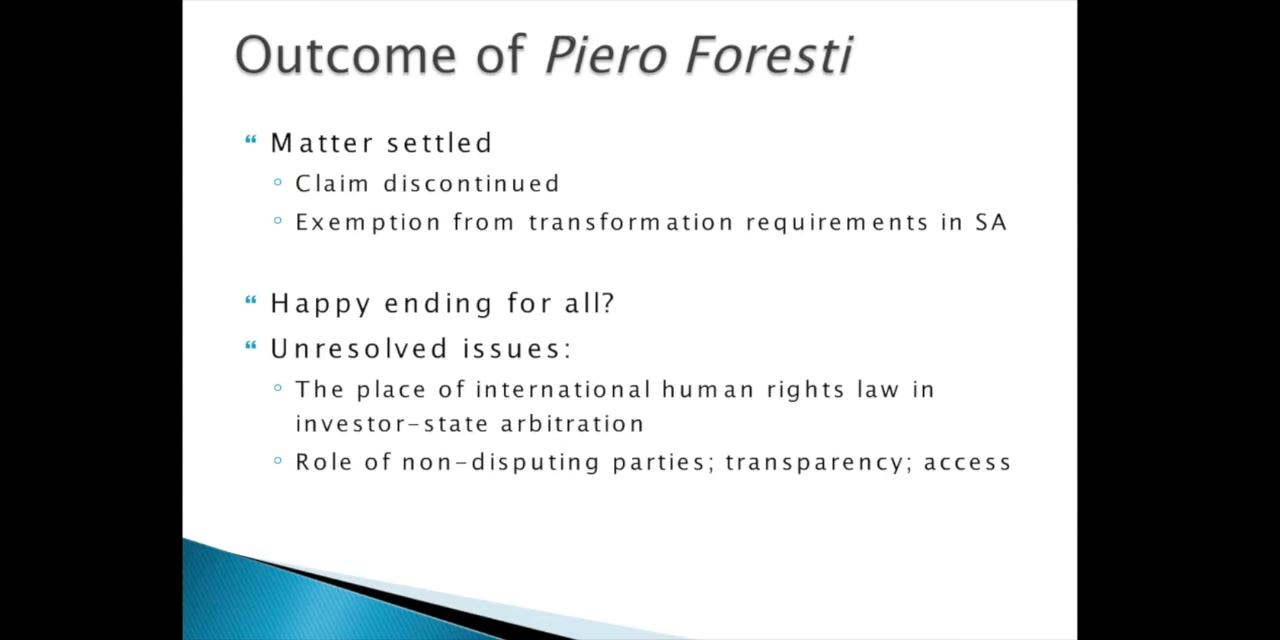 Outcome of Piero Foresti
“ Matter settled
◦ Claim discontinued
◦ Exemption from transformation requirements in SA
“ Happy ending for all?
“ Unresolved issues:
◦ The place of international human rights law in
investor-state arbitration
◦ Role of non-disputing parties; transparency; access